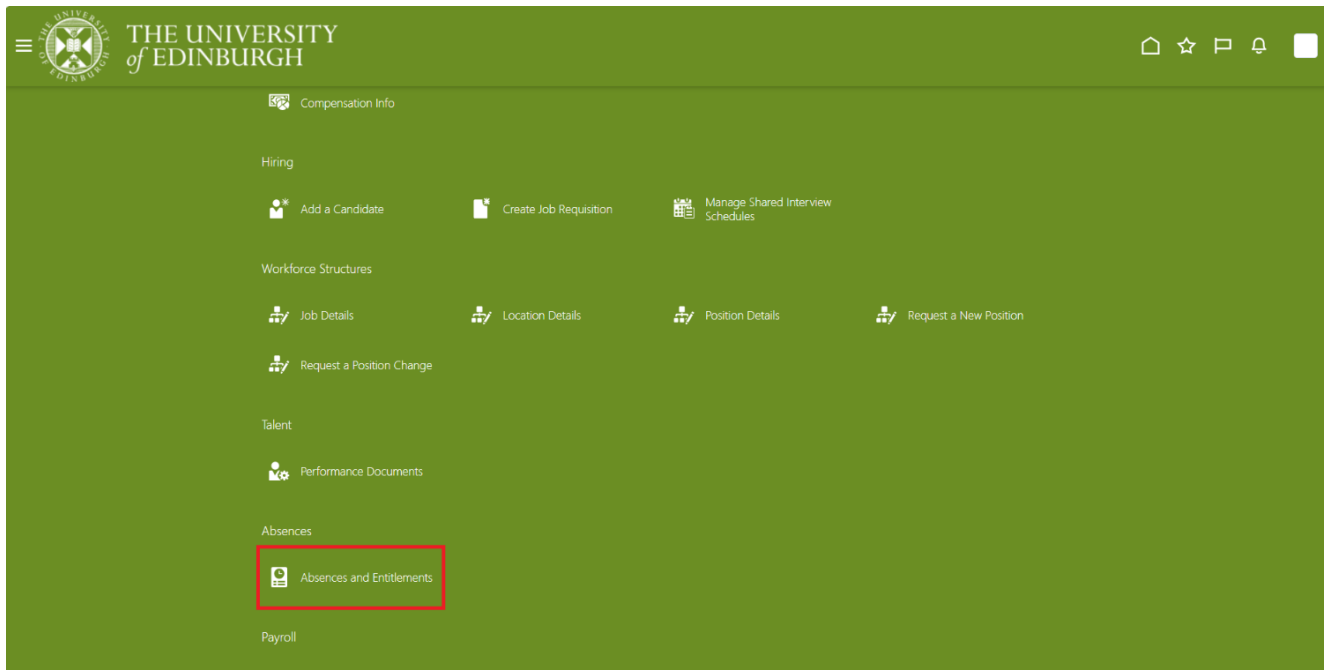 THE UNIVERSITY
of EDINBURGH
Compensation Info
Hiring
Add a Candidate
Create Job Requisition
Manage Shared Interview
Schedules
Workforce Structures
Job Details
Location Details
Position Details
Request a New Position
Request a Position Change
Talent
Performance Documents
Absences
Absences and Entitlements
Payroll